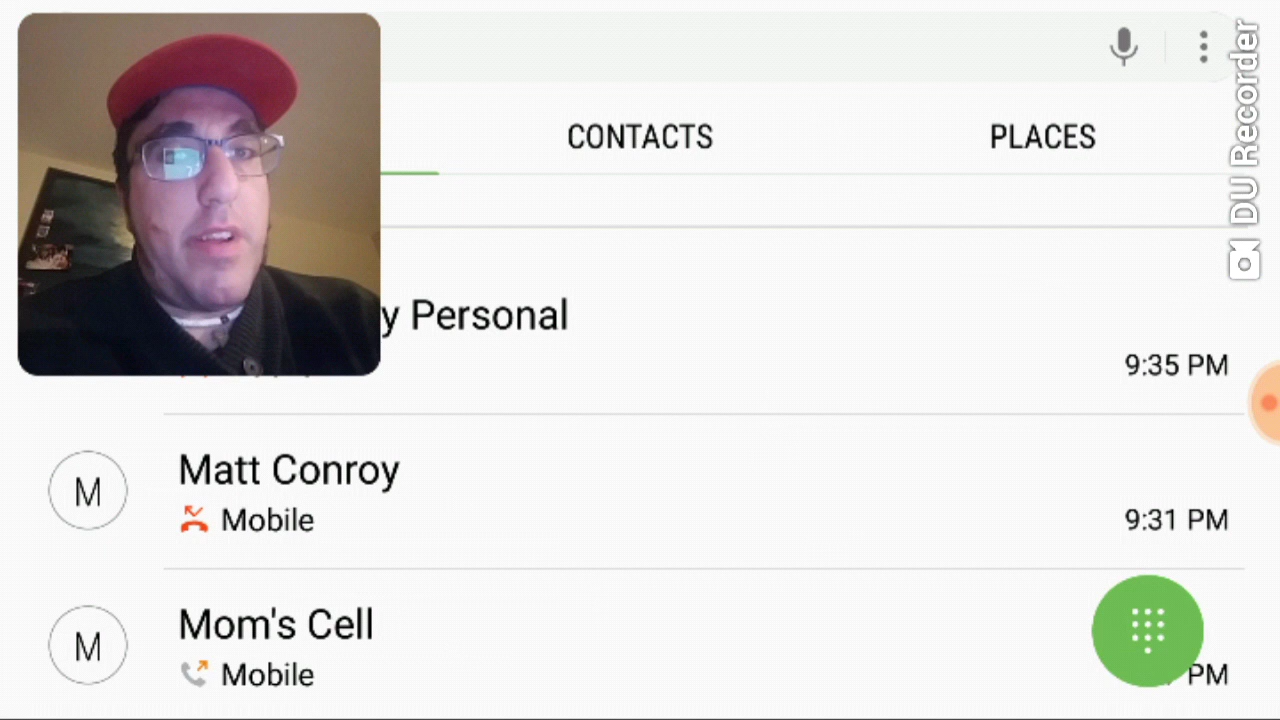 CONTACTS
PLACES
DU Recorder
y Personal
9:35 PM
M
Matt Conroy
Mobile
9:31 PM
M
Mom's Cell
Mobile
PM